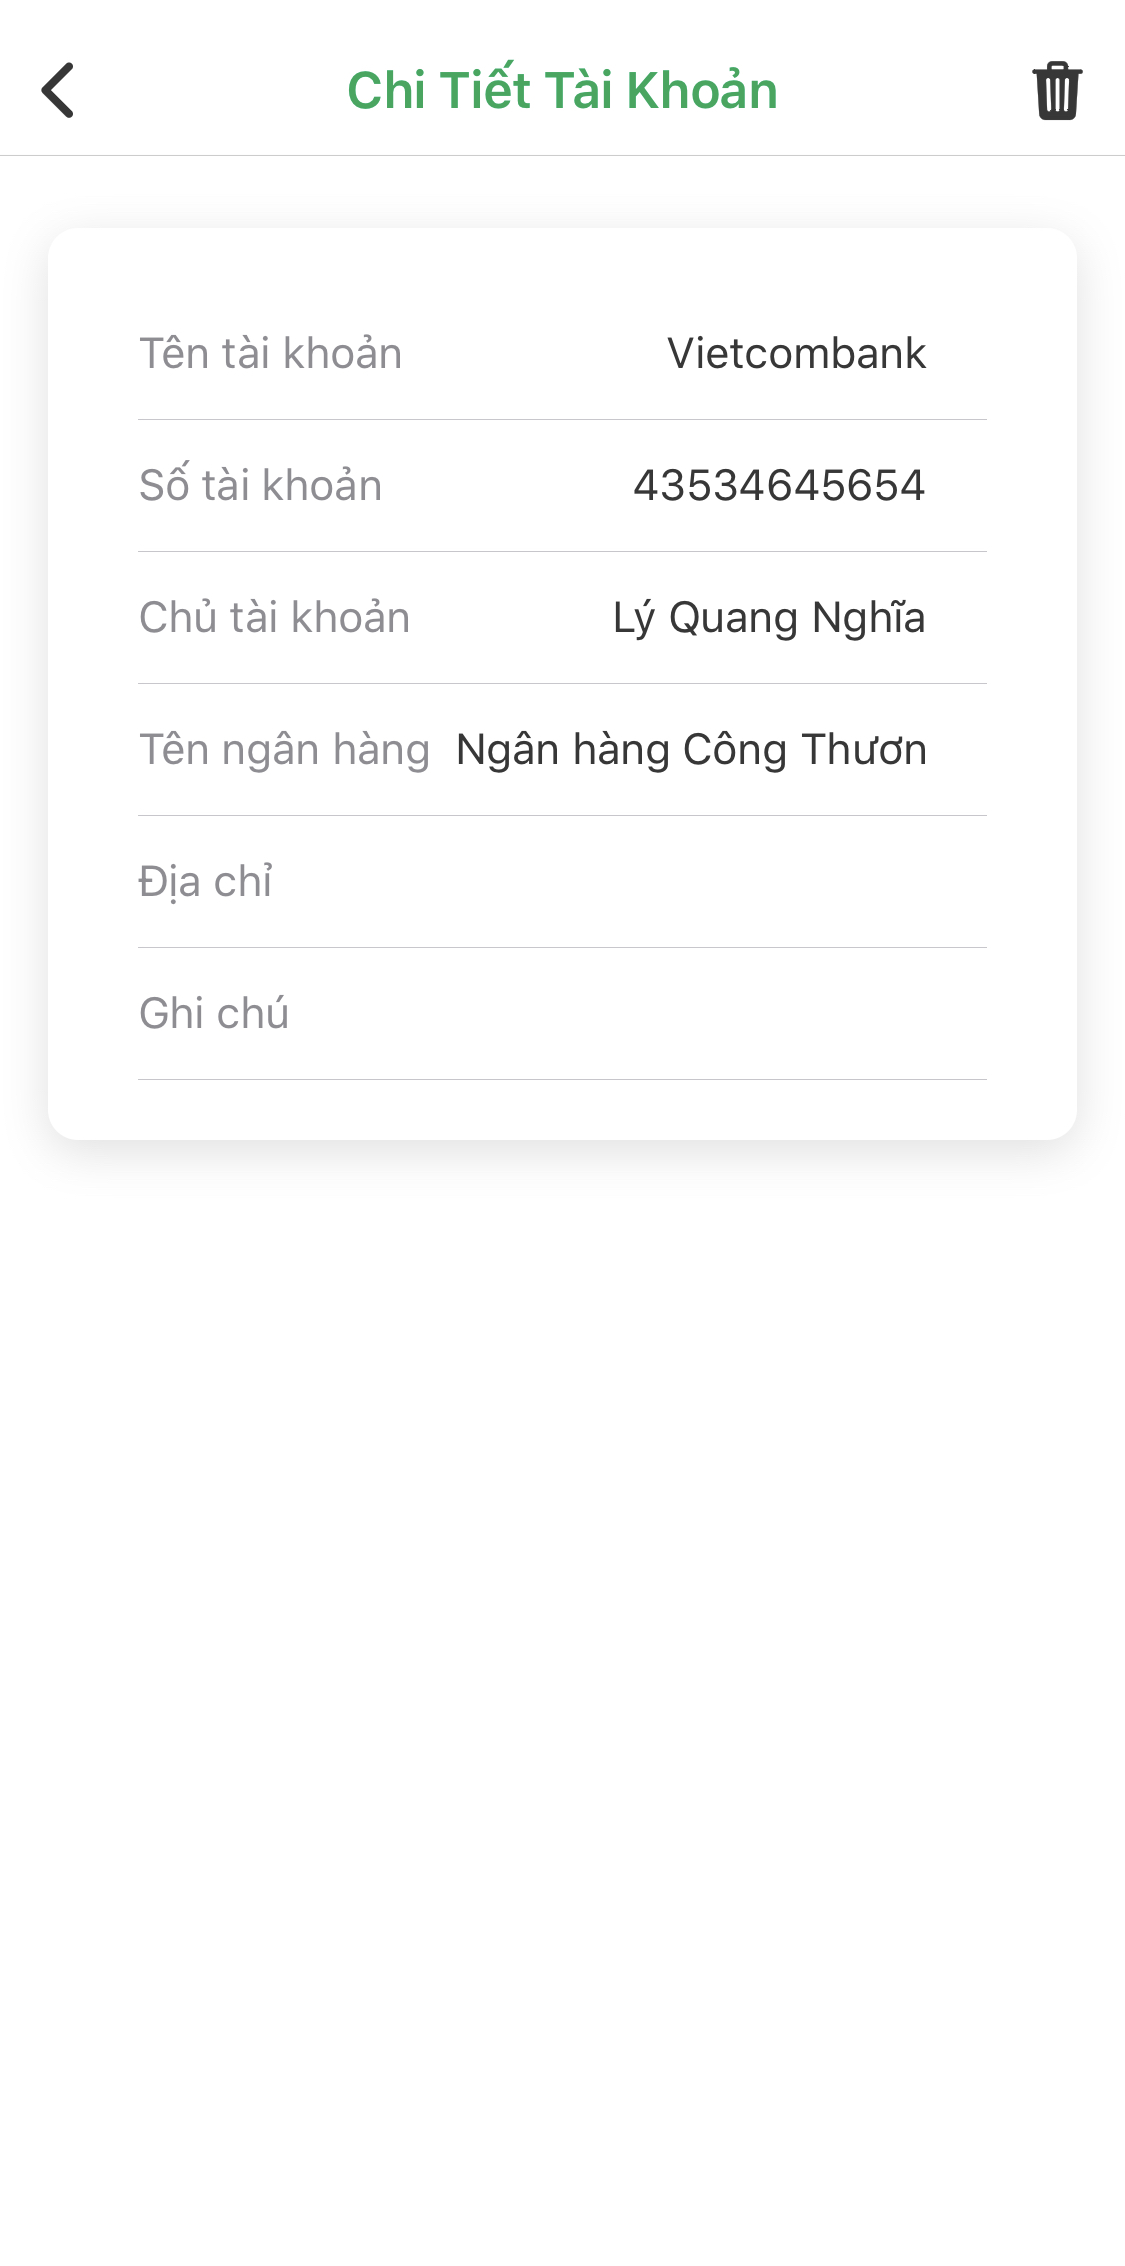 Chi Tiết Tài Khoản
Tên tài khoản Vietcombank
Số tài khoản 43534645654
Chủ tài khoản Lý Quang Nghĩa
Tên ngân hàng Ngân hàng Công Thươn
Địa chỉ
Ghi chú